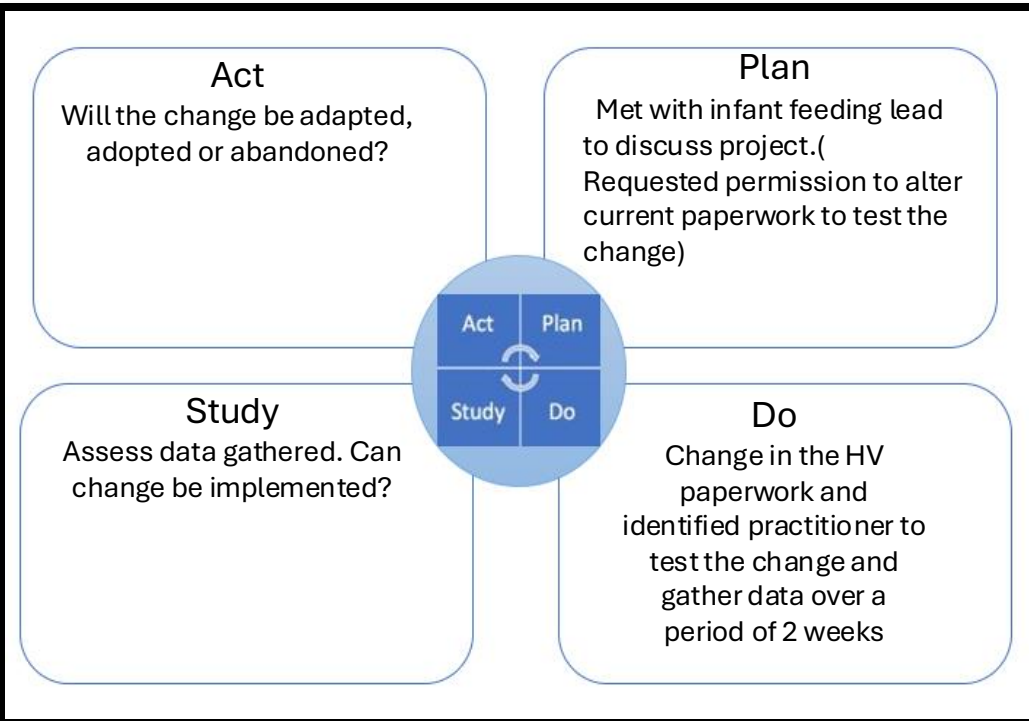 Act
Will the change be adapted,
adopted or abandoned?
Plan
Met with infant feeding lead
to discuss project.(
Requested permission to alter
current paperwork to test the
change)
Act
Plan
Study
Do
Study
Assess data gathered. Can
change be implemented?
Do
Change in the HV
paperwork and
identified practitioner to
test the change and
gather data over a
period of 2 weeks